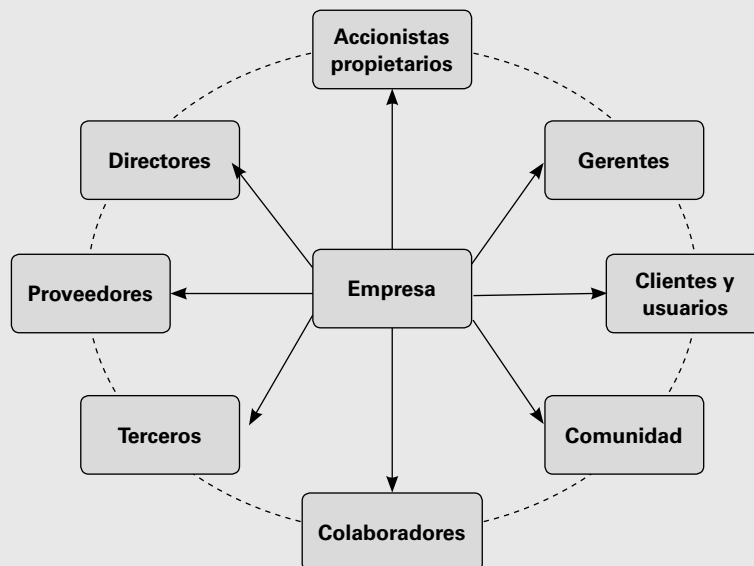 Accionistas
propietarios
Directores
Gerentes
Proveedores
Empresa
Clientes y
usuarios
Terceros
Comunidad
Colaboradores